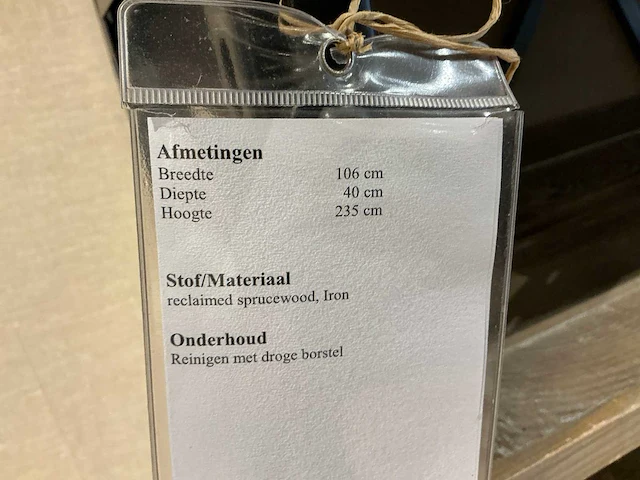 Afmetingen
Breedte 106 cm
Diepte 40 cm
Hoogte 235 cm
Stof/Materiaal
reclaimed sprucewood, Iron
Onderhoud
Reinigen met droge borstel